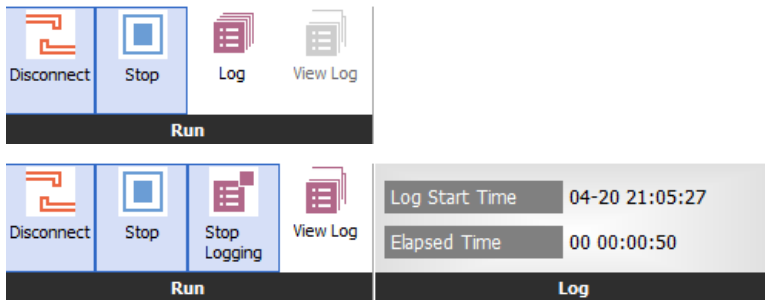 Disconnect Stop Log View Log
Run
Disconnect Stop Stop Logging View Log
Run
Log Start Time 04-20 21:05:27
Elapsed Time 00 00:00:50
Log